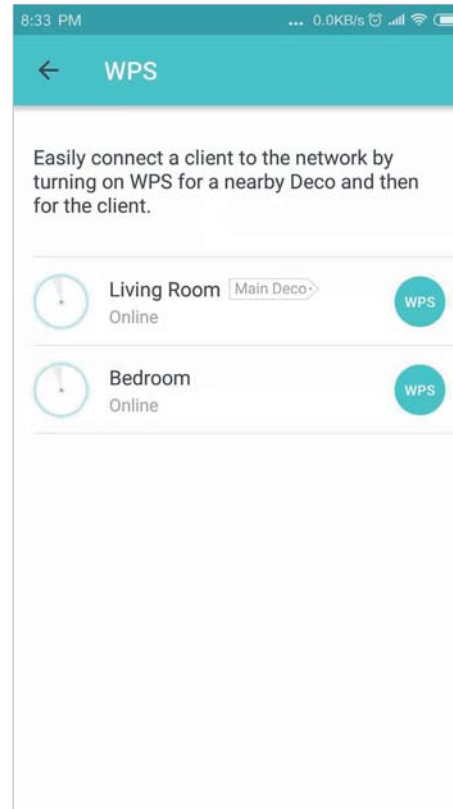 8:33 PM ... 0.0KB/s
WPS
Easily connect a client to the network by
turning on WPS for a nearby Deco and then
for the client.
Living Room Main Deco
Online
WPS
Bedroom
Online
WPS